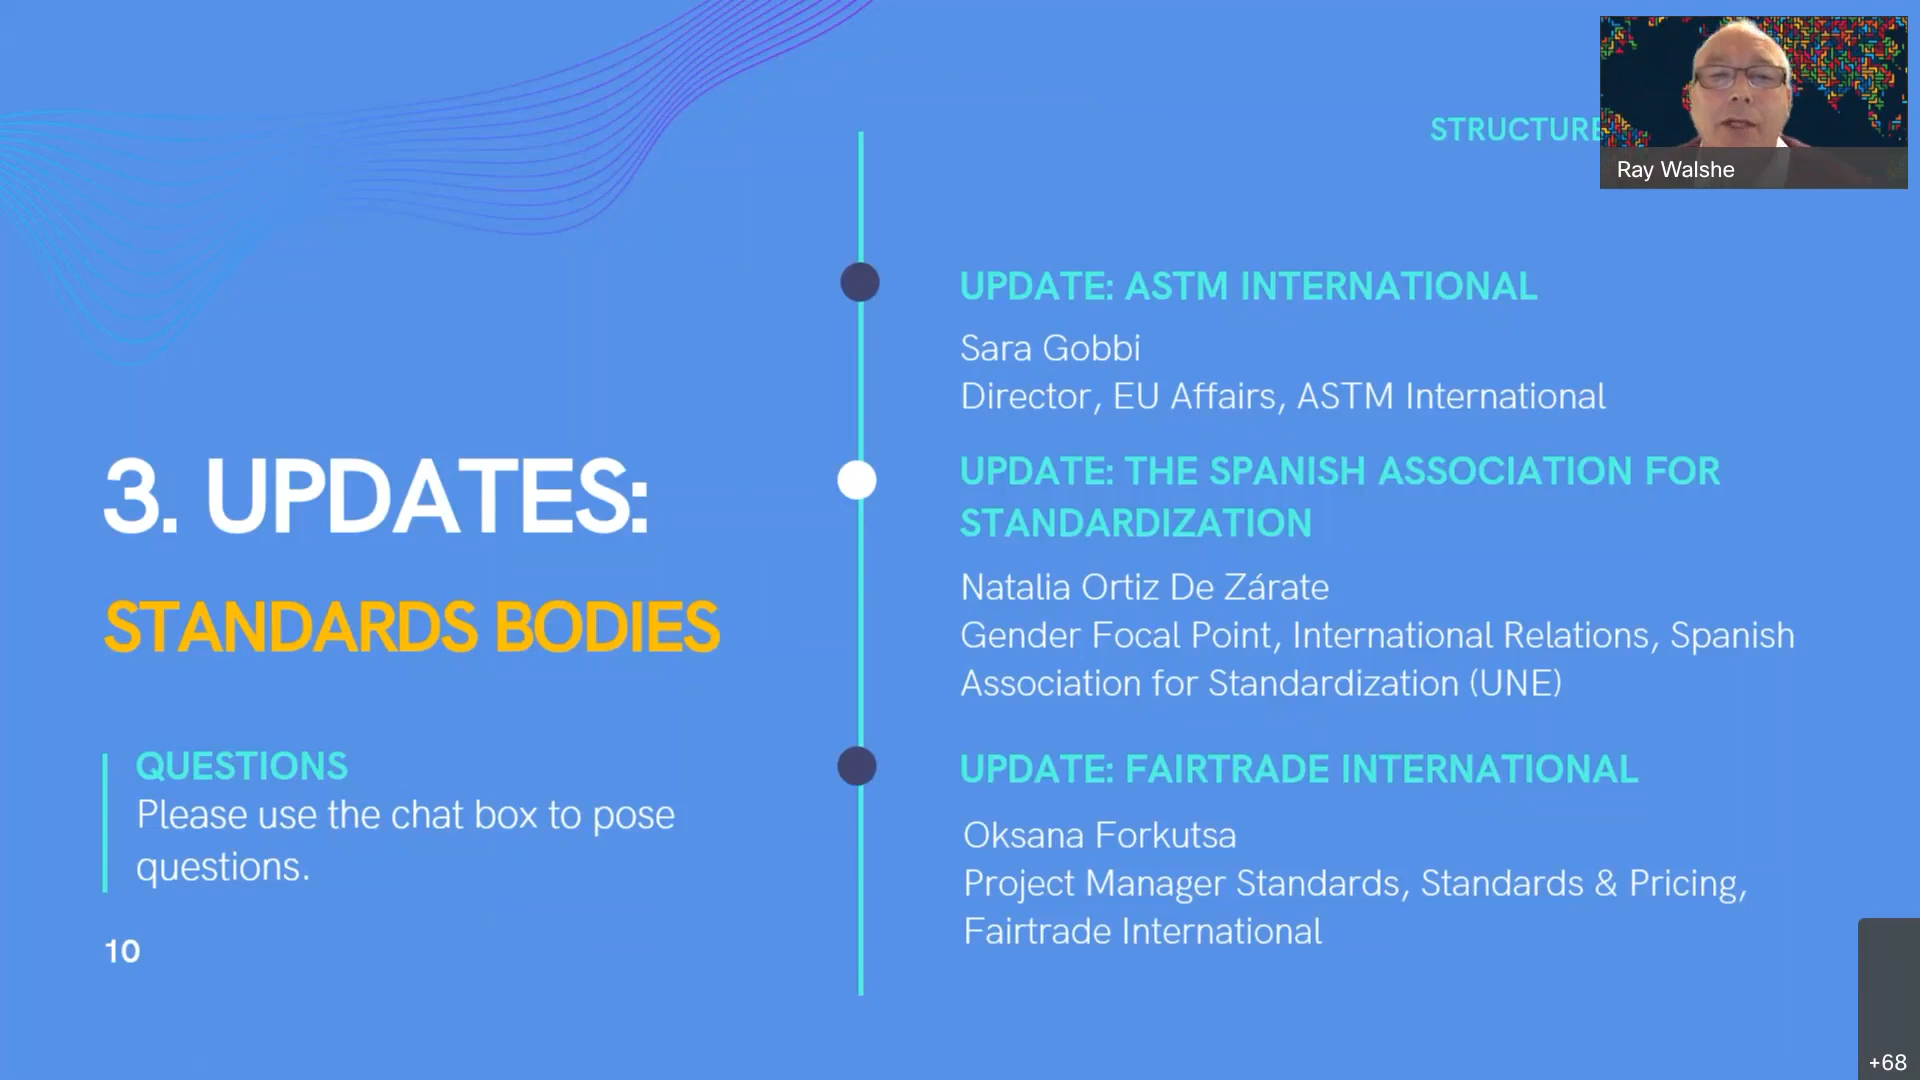 STRUCTURE
Ray Walshe
UPDATE: ASTM INTERNATIONAL
Sara Gobbi
Director, EU Affairs, ASTM International
3. UPDATES:
STANDARDS BODIES
UPDATE: THE SPANISH ASSOCIATION FOR
STANDARDIZATION
Natalia Ortiz De Zárate
Gender Focal Point, International Relations, Spanish
Association for Standardization (UNE)
QUESTIONS
Please use the chat box to pose
questions.
UPDATE: FAIRTRADE INTERNATIONAL
Oksana Forkutsa
Project Manager Standards, Standards & Pricing,
Fairtrade International
10
+68